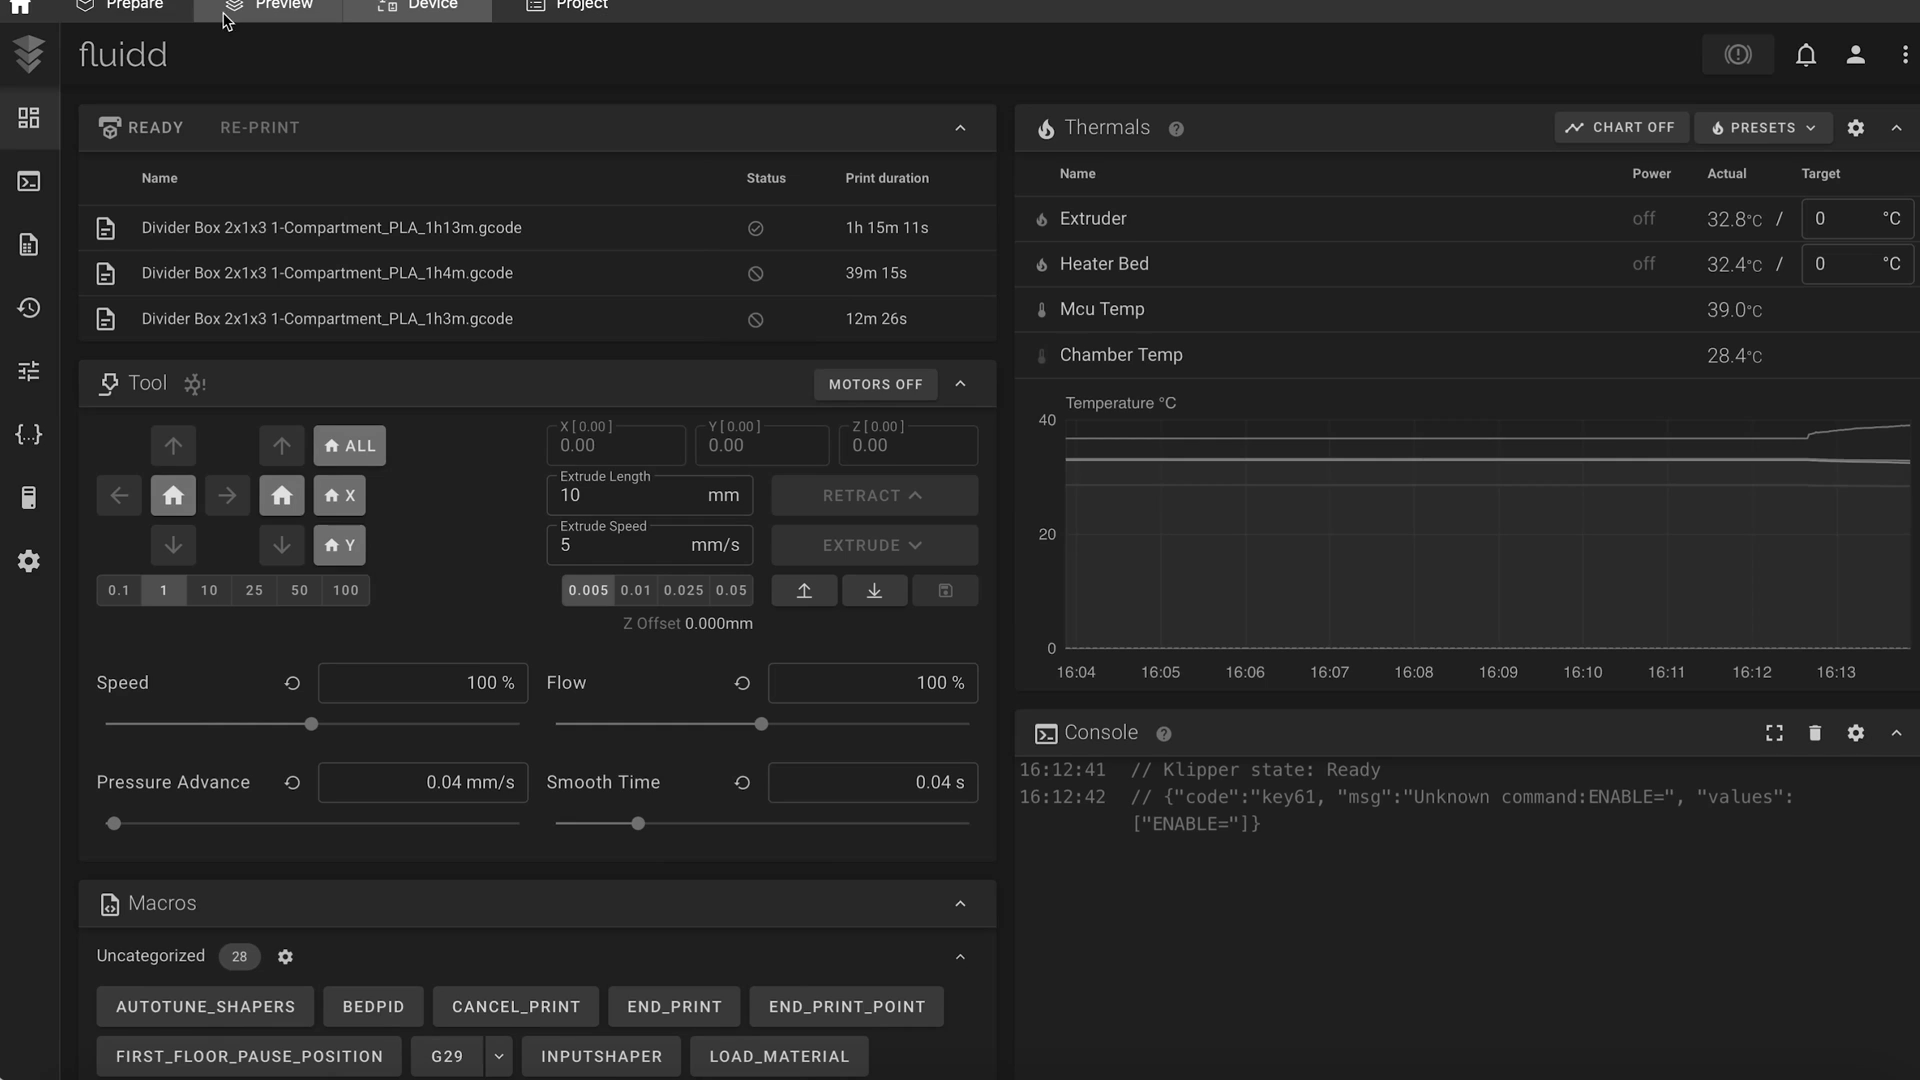 Prepare Preview Device Project
fluidd
READY RE-PRINT
Name Status Print duration
Divider Box 2x1x3 1-Compartment_PLA_1h13m.gcode 1h 15m 11s
Divider Box 2x1x3 1-Compartment_PLA_1h4m.gcode 39m 15s
Divider Box 2x1x3 1-Compartment_PLA_1h3m.gcode 12m 26s
Tool MOTORS OFF
ALL
X
Y
0.1 1 10 25 50 100
X [ 0.00 ] Y [ 0.00 ] Z [ 0.00 ]
0.00 0.00 0.00
Extrude Length
10 mm RETRACT
Extrude Speed
5 mm/s EXTRUDE
0.005 0.01 0.025 0.05
Z Offset 0.000mm
Speed 100 % Flow 100 %
Pressure Advance 0.04 mm/s Smooth Time 0.04 s
Macros
Uncategorized 28
AUTOTUNE_SHAPERS BEDPID CANCEL_PRINT END_PRINT END_PRINT_POINT
FIRST_FLOOR_PAUSE_POSITION G29 INPUTSHAPER LOAD_MATERIAL
Thermals CHART OFF PRESETS
Name Power Actual Target
Extruder off 32.8°C / 0 °C
Heater Bed off 32.4°C / 0 °C
Mcu Temp 39.0°C
Chamber Temp 28.4°C
Temperature °C
40
20
0
16:04 16:05 16:06 16:07 16:08 16:09 16:10 16:11 16:12 16:13
Console
16:12:41 // Klipper state: Ready
16:12:42 // {"code":"key61, "msg":"Unknown command:ENABLE=", "values":
["ENABLE="]}